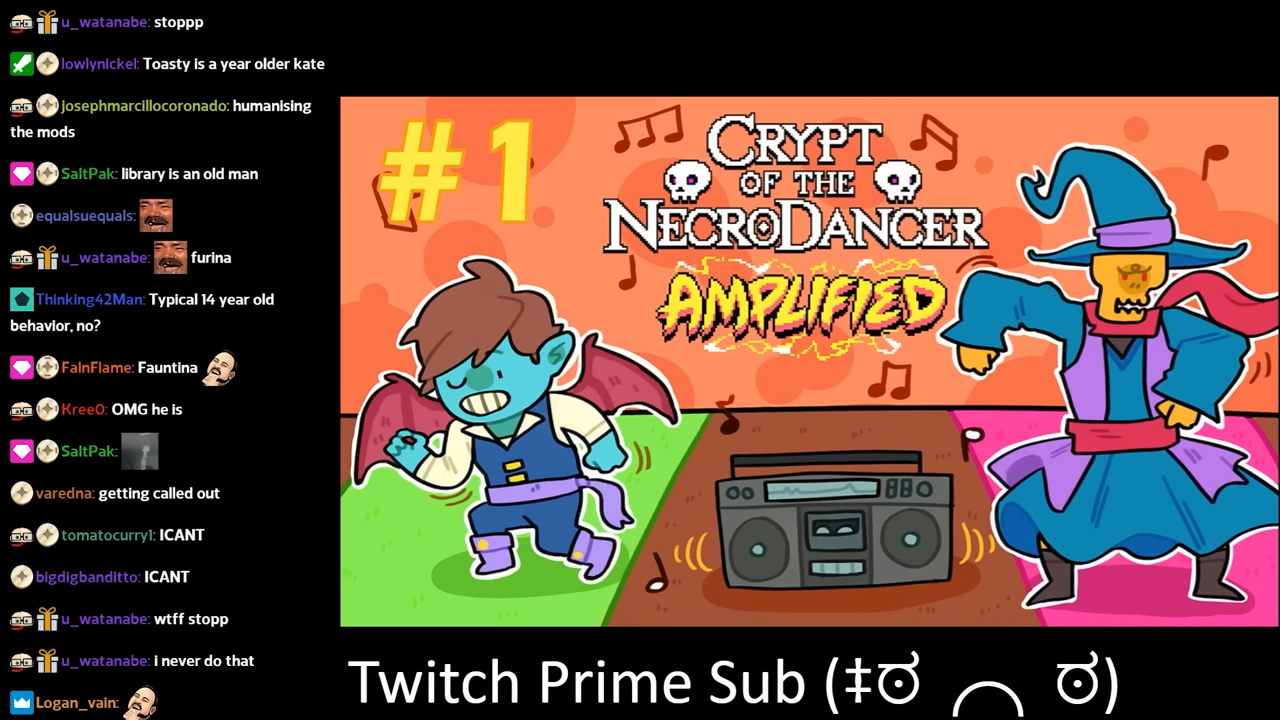 u_watanabe: stoppp
lowlynickel: Toasty is a year older kate
josephmarcillocoronado: humanising
the mods
SaltPak: library is an old man
equalsuequals:
u_watanabe: furina
Thinking42Man: Typical 14 year old
behavior, no?
FalnFlame: Fauntina
Kree0: OMG he is
SaltPak:
varedna: getting called out
tomatocurry1: ICANT
bigdigbanditto: ICANT
u_watanabe: wtff stopp
u_watanabe: i never do that
Logan_vain:
#1
CRYPT
OF THE
NECRODANCER
AMPLIFIED
Twitch Prime Sub (‡ಠ ⁔ ಠ)